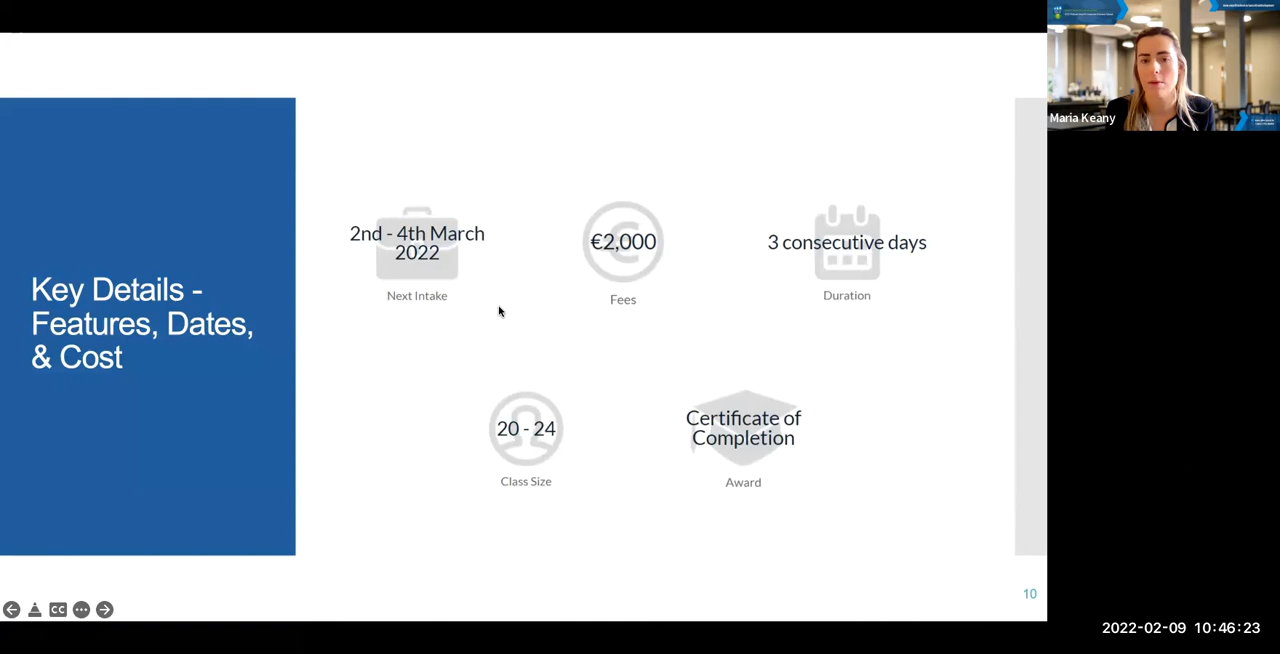 Key Details -
Features, Dates,
& Cost
2nd - 4th March
2022
Next Intake
€2,000
Fees
3 consecutive days
Duration
20 - 24
Class Size
Certificate of
Completion
Award
10
CC
Maria Keany
2022-02-09 10:46:23